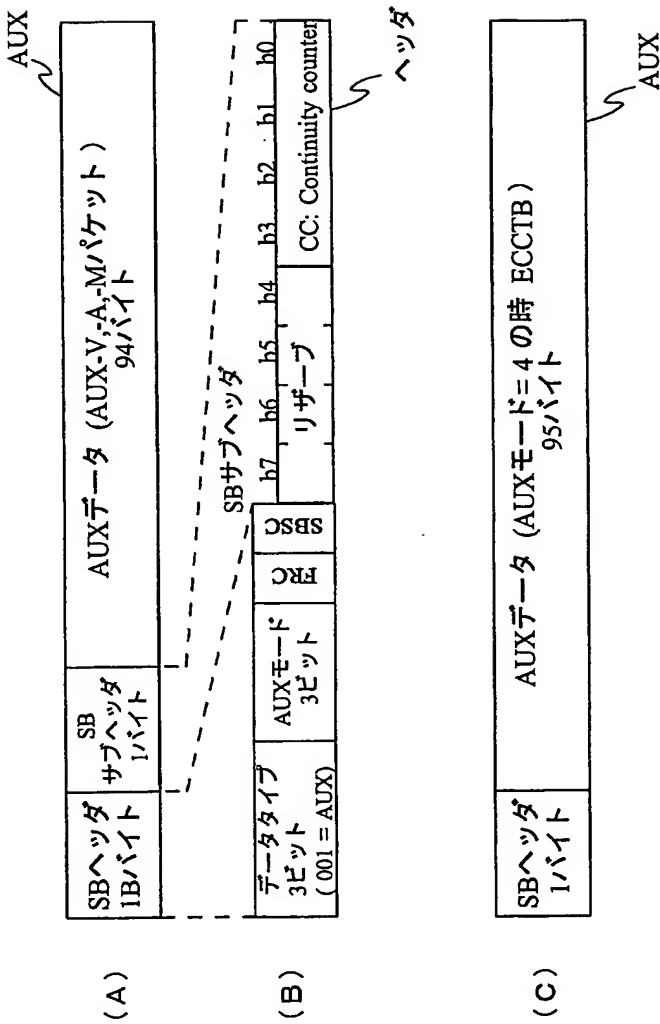 (A)
SBヘッダ
1Bバイト
SB
サブヘッダ
1バイト
AUXデータ (AUX-V,-A,-Mパケット)
94バイト
AUX
(B)
データタイプ
3ビット
(001 = AUX)
AUXモード
3ビット
FRC
SBSC
SBサブヘッダ
b7 b6 b5 b4 b3 b2 b1 b0
リザーブ
CC: Continuity counter
ヘッダ
(C)
SBヘッダ
1バイト
AUXデータ (AUXモード= 4 の時 ECCTB)
95バイト
AUX